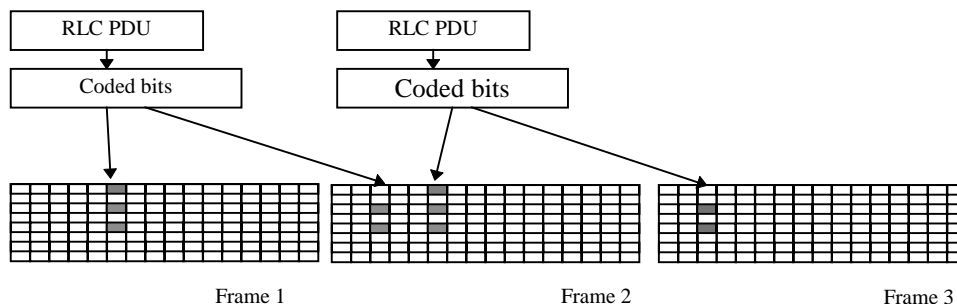 RLC PDU
RLC PDU
Coded bits
Coded bits
Frame 1
Frame 2
Frame 3